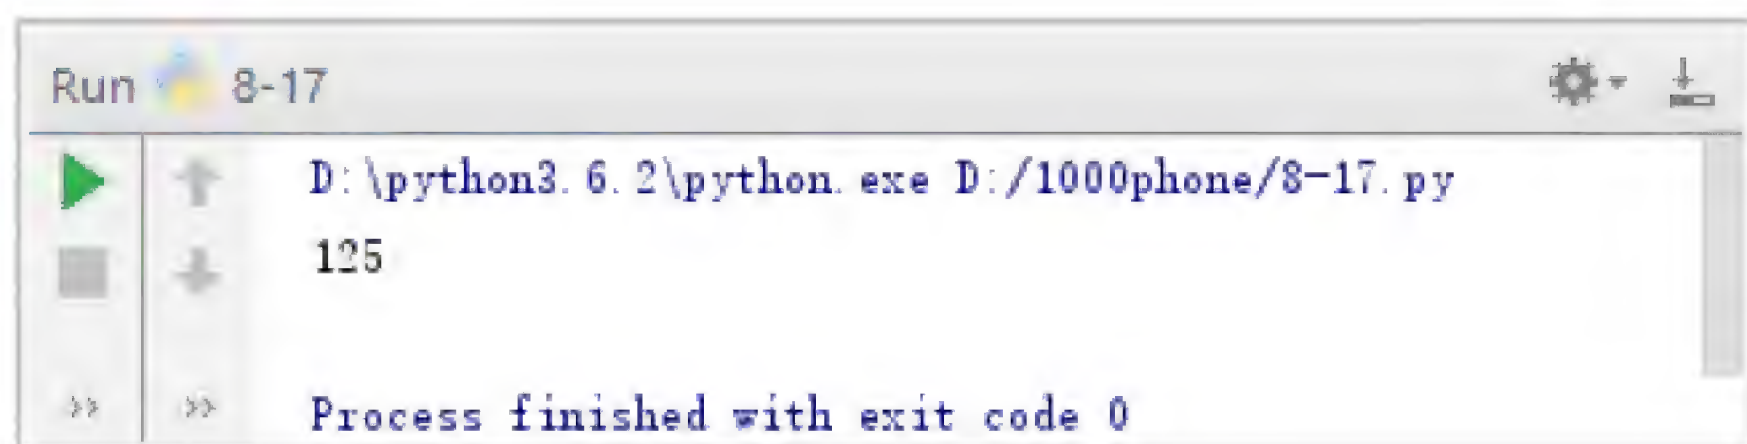 Run 8-17
D:\python3.6.2\python.exe D:/1000phone/8-17.py
125
Process finished with exit code 0